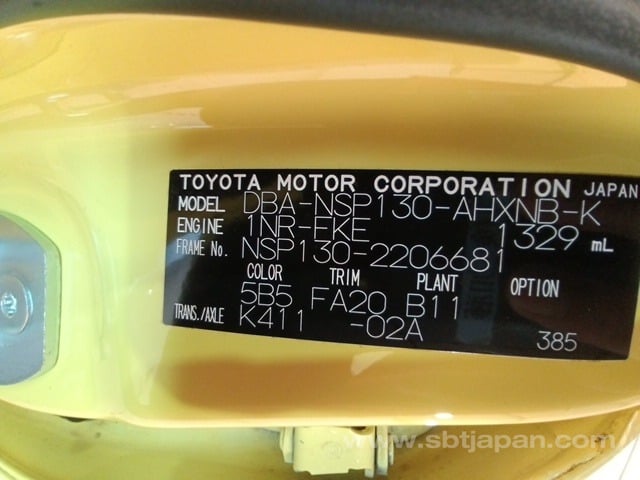 TOYOTA MOTOR CORPORATION JAPAN
MODEL DBA-NSP130-AHXNB-K
ENGINE 1NR-FKE 1329 mL
FRAME No. NSP130-2206681
COLOR TRIM PLANT OPTION
5B5 FA20 B11
TRANS./AXLE K411 -02A
385
www.sbtjapan.com